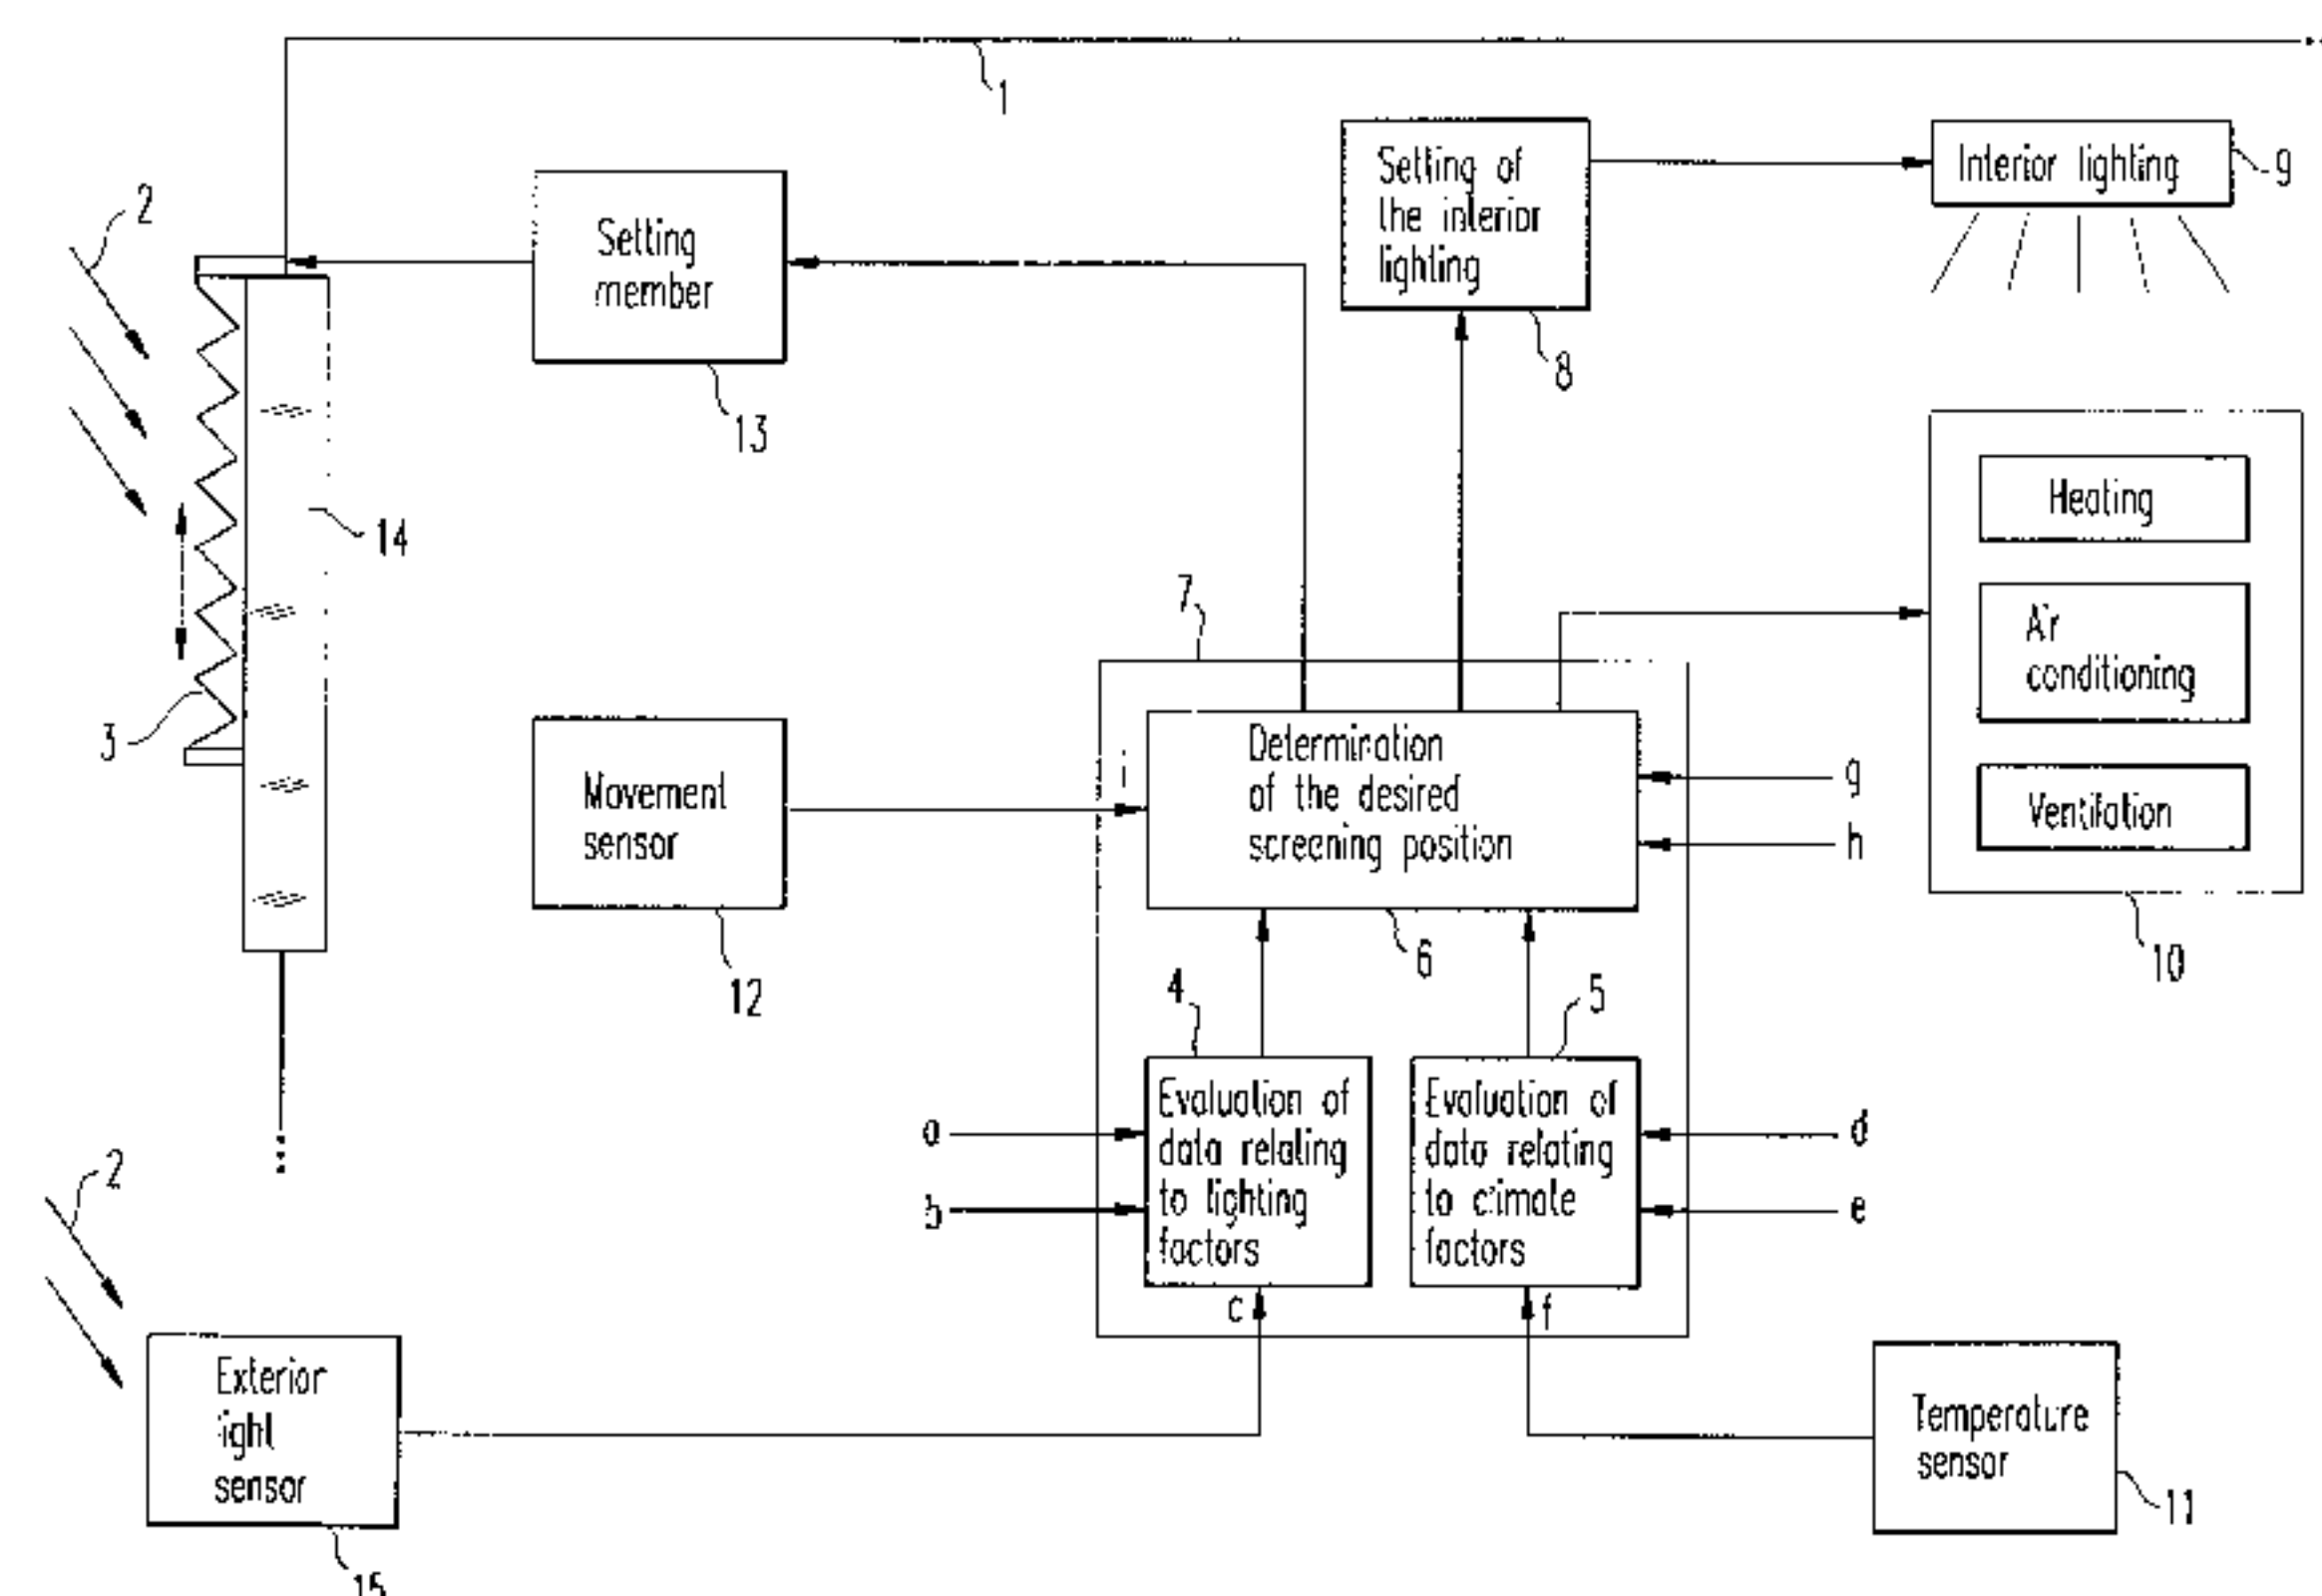 1
2
Setting
member
13
Setting of
the interior
lighting
8
Interior lighting
9
14
3
7
Heating
Air
conditioning
Ventilation
10
Movement
sensor
12
i
Determination
of the desired
screening position
g
h
6
4
5
Evaluation of
data relating
to lighting
factors
Evaluation of
data relating
to climate
factors
a
b
c
d
e
f
2
Exterior
light
sensor
15
Temperature
sensor
11